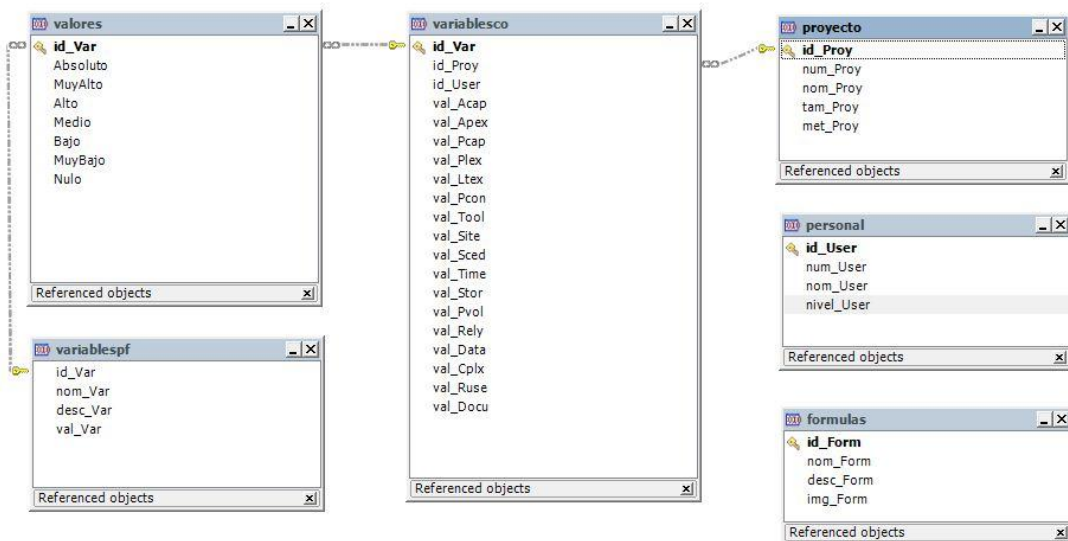 valores
id_Var
Absoluto
MuyAlto
Alto
Medio
Bajo
MuyBajo
Nulo
Referenced objects
variablespf
id_Var
nom_Var
desc_Var
val_Var
Referenced objects
variablesco
id_Var
id_Proy
id_User
val_Acap
val_Apex
val_Pcap
val_Plex
val_Ltex
val_Pcon
val_Tool
val_Site
val_Sced
val_Time
val_Stor
val_Pvol
val_Rely
val_Data
val_Cplx
val_Ruse
val_Docu
Referenced objects
proyecto
id_Proy
num_Proy
nom_Proy
tam_Proy
met_Proy
Referenced objects
personal
id_User
num_User
nom_User
nivel_User
Referenced objects
formulas
id_Form
nom_Form
desc_Form
img_Form
Referenced objects